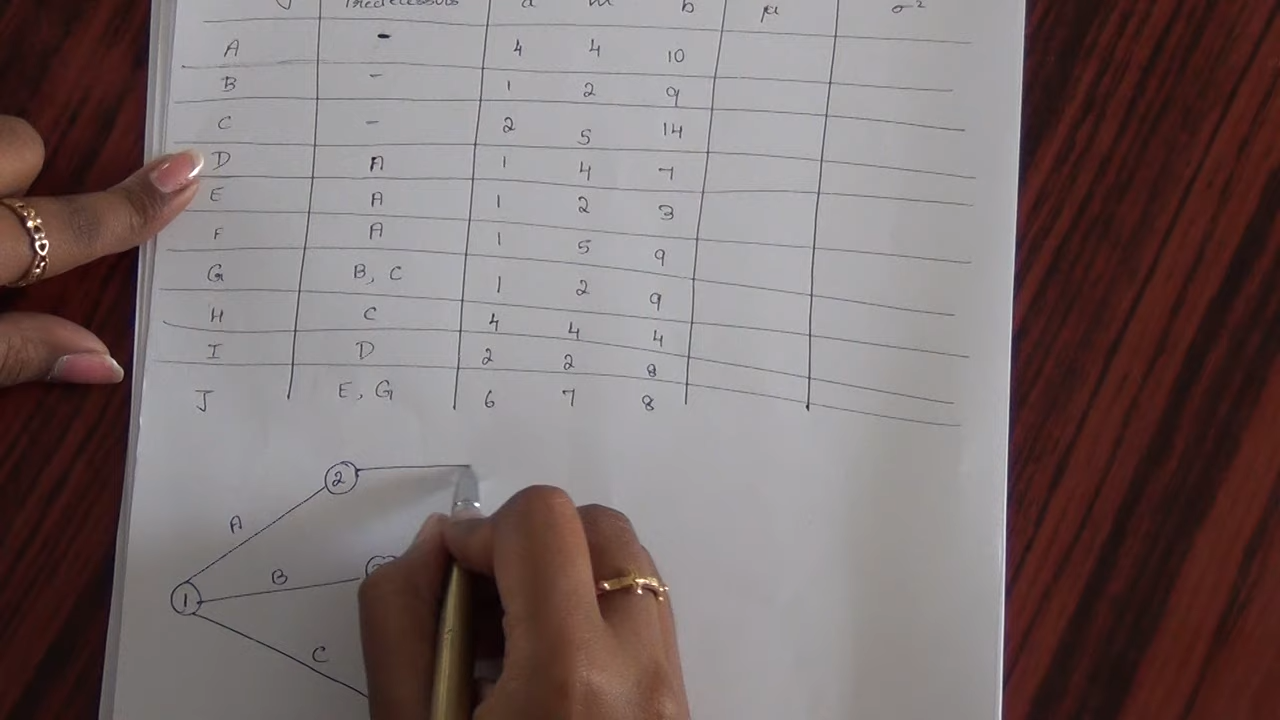 Predecessors a m b μ σ²
A - 4 4 10
B - 1 2 9
C - 2 5 14
D A 1 4 7
E A 1 2 3
F A 1 5 9
G B, C 1 2 9
H C 4 4 4
I D 2 2 8
J E, G 6 7 8
2
A
B
1
C